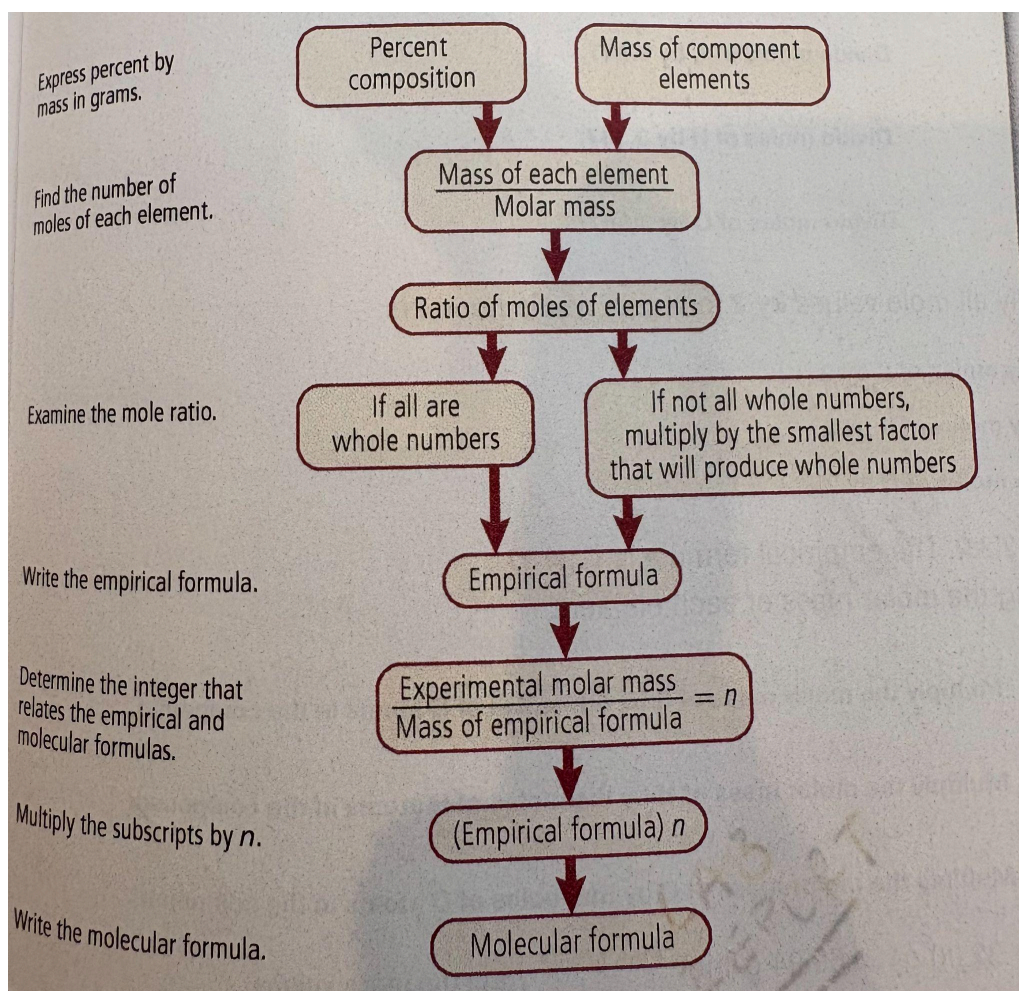 Express percent by
mass in grams.
Percent
composition
Mass of component
elements
Find the number of
moles of each element.
Mass of each element
Molar mass
Ratio of moles of elements
Examine the mole ratio.
If all are
whole numbers
If not all whole numbers,
multiply by the smallest factor
that will produce whole numbers
Write the empirical formula.
Empirical formula
Determine the integer that
relates the empirical and
molecular formulas.
Experimental molar mass
Mass of empirical formula
= n
Multiply the subscripts by n.
(Empirical formula) n
Write the molecular formula.
Molecular formula